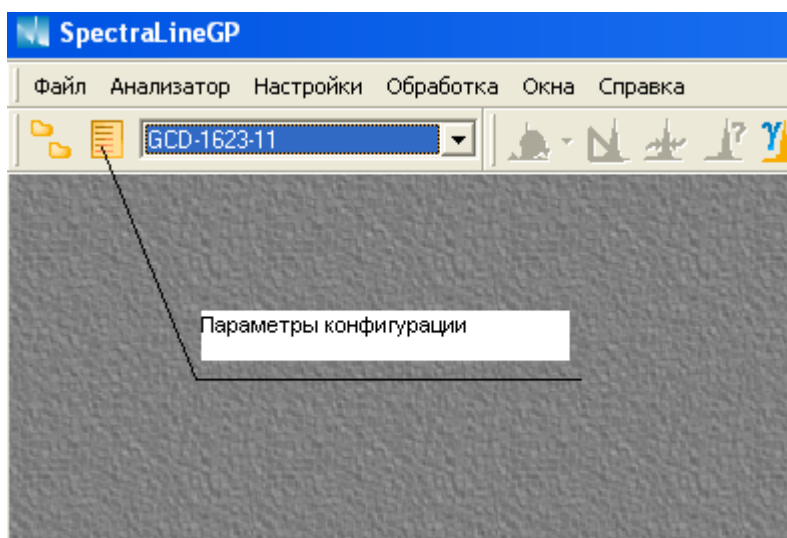 SpectraLineGP
Файл Анализатор Настройки Обработка Окна Справка
GCD-1623-11
? γ
Параметры конфигурации